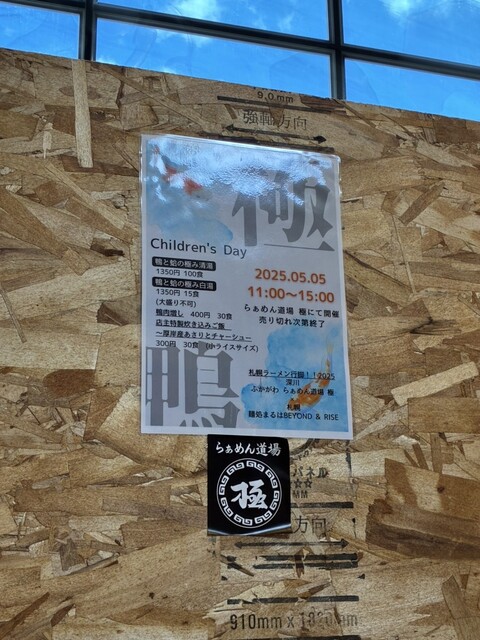 9.0mm
強軸方向
極
Children's Day
鴨と蛤の極み清湯
1350円 100食
鴨と蛤の極み白湯
1350円 15食
(大盛り不可)
鴨肉増し 400円 30食
店主特製炊き込みご飯
～厚岸産あさりとチャーシュー
300円 30食 (小ライスサイズ)
2025.05.05
11:00～15:00
らぁめん道場 極にて開催
売り切れ次第終了
札幌ラーメン行脚！！2025
深川
ふかがわ らぁめん道場 極
札幌
麺処まるはBEYOND & RISE
鴨
らぁめん道場
極
パネル
☆☆
MM
方向
910mm x 1820mm